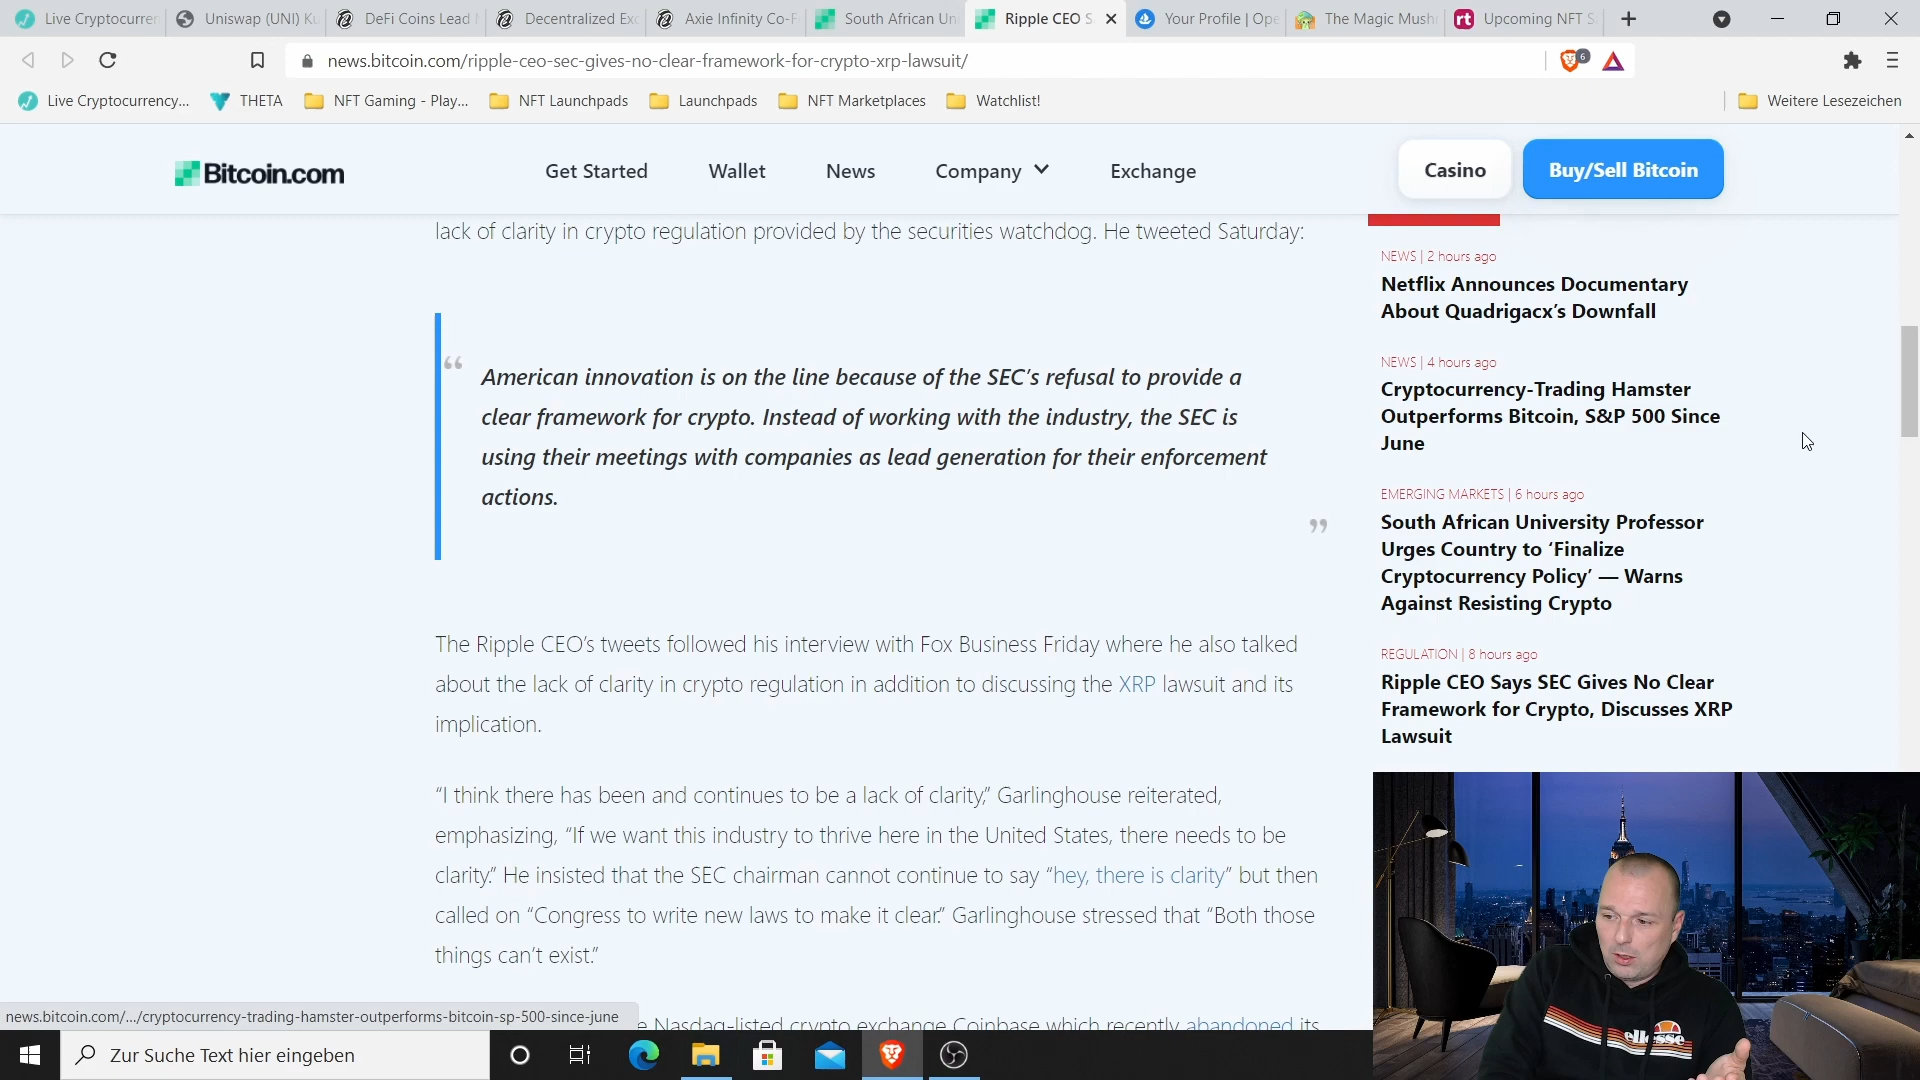 Live Cryptocurren
Uniswap (UNI) Ku
DeFi Coins Lead
Decentralized Exc
Axie Infinity Co-F
South African Un
Ripple CEO S
Your Profile | Ope
The Magic Mush
Upcoming NFT S
news.bitcoin.com/ripple-ceo-sec-gives-no-clear-framework-for-crypto-xrp-lawsuit/
6
Live Cryptocurrency...
THETA
NFT Gaming - Play...
NFT Launchpads
Launchpads
NFT Marketplaces
Watchlist!
Weitere Lesezeichen
Bitcoin.com
Get Started
Wallet
News
Company
Exchange
Casino
Buy/Sell Bitcoin
lack of clarity in crypto regulation provided by the securities watchdog. He tweeted Saturday:
“
American innovation is on the line because of the SEC’s refusal to provide a
clear framework for crypto. Instead of working with the industry, the SEC is
using their meetings with companies as lead generation for their enforcement
actions.
”
The Ripple CEO’s tweets followed his interview with Fox Business Friday where he also talked
about the lack of clarity in crypto regulation in addition to discussing the XRP lawsuit and its
implication.
“I think there has been and continues to be a lack of clarity,” Garlinghouse reiterated,
emphasizing, “If we want this industry to thrive here in the United States, there needs to be
clarity.” He insisted that the SEC chairman cannot continue to say “hey, there is clarity” but then
called on “Congress to write new laws to make it clear.” Garlinghouse stressed that “Both those
things can’t exist.”
e Nasdaq-listed crypto exchange Coinbase which recently abandoned its
NEWS | 2 hours ago
Netflix Announces Documentary
About Quadrigacx’s Downfall
NEWS | 4 hours ago
Cryptocurrency-Trading Hamster
Outperforms Bitcoin, S&P 500 Since
June
EMERGING MARKETS | 6 hours ago
South African University Professor
Urges Country to ‘Finalize
Cryptocurrency Policy’ — Warns
Against Resisting Crypto
REGULATION | 8 hours ago
Ripple CEO Says SEC Gives No Clear
Framework for Crypto, Discusses XRP
Lawsuit
ellesse
news.bitcoin.com/.../cryptocurrency-trading-hamster-outperforms-bitcoin-sp-500-since-june
Zur Suche Text hier eingeben